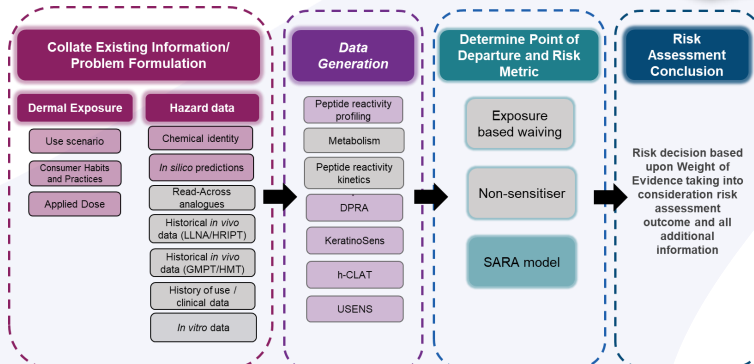 Collate Existing Information/
Problem Formulation
Dermal Exposure
Use scenario
Consumer Habits
and Practices
Applied Dose
Hazard data
Chemical identity
In silico predictions
Read-Across
analogues
Historical in vivo
data (LLNA/HRIPT)
Historical in vivo
data (GMPT/HMT)
History of use /
clinical data
In vitro data
Data
Generation
Peptide reactivity
profiling
Metabolism
Peptide reactivity
kinetics
DPRA
KeratinoSens
h-CLAT
USENS
Determine Point of
Departure and Risk
Metric
Exposure
based waiving
Non-sensitiser
SARA model
Risk
Assessment
Conclusion
Risk decision based
upon Weight of
Evidence taking into
consideration risk
assessment
outcome and all
additional
information